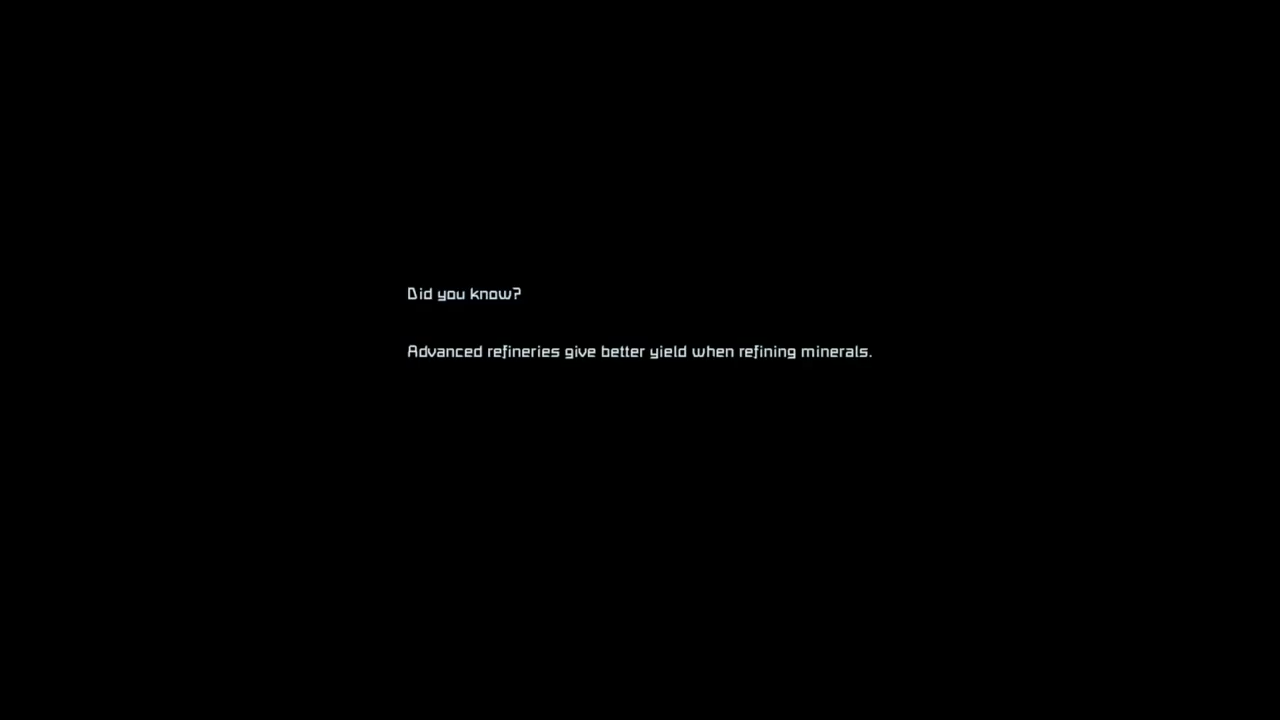 Did you know?
Advanced refineries give better yield when refining minerals.